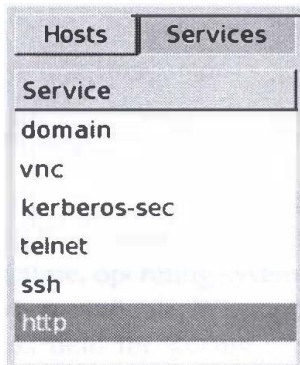 Hosts Services
Service
domain
vnc
kerberos-sec
telnet
ssh
http